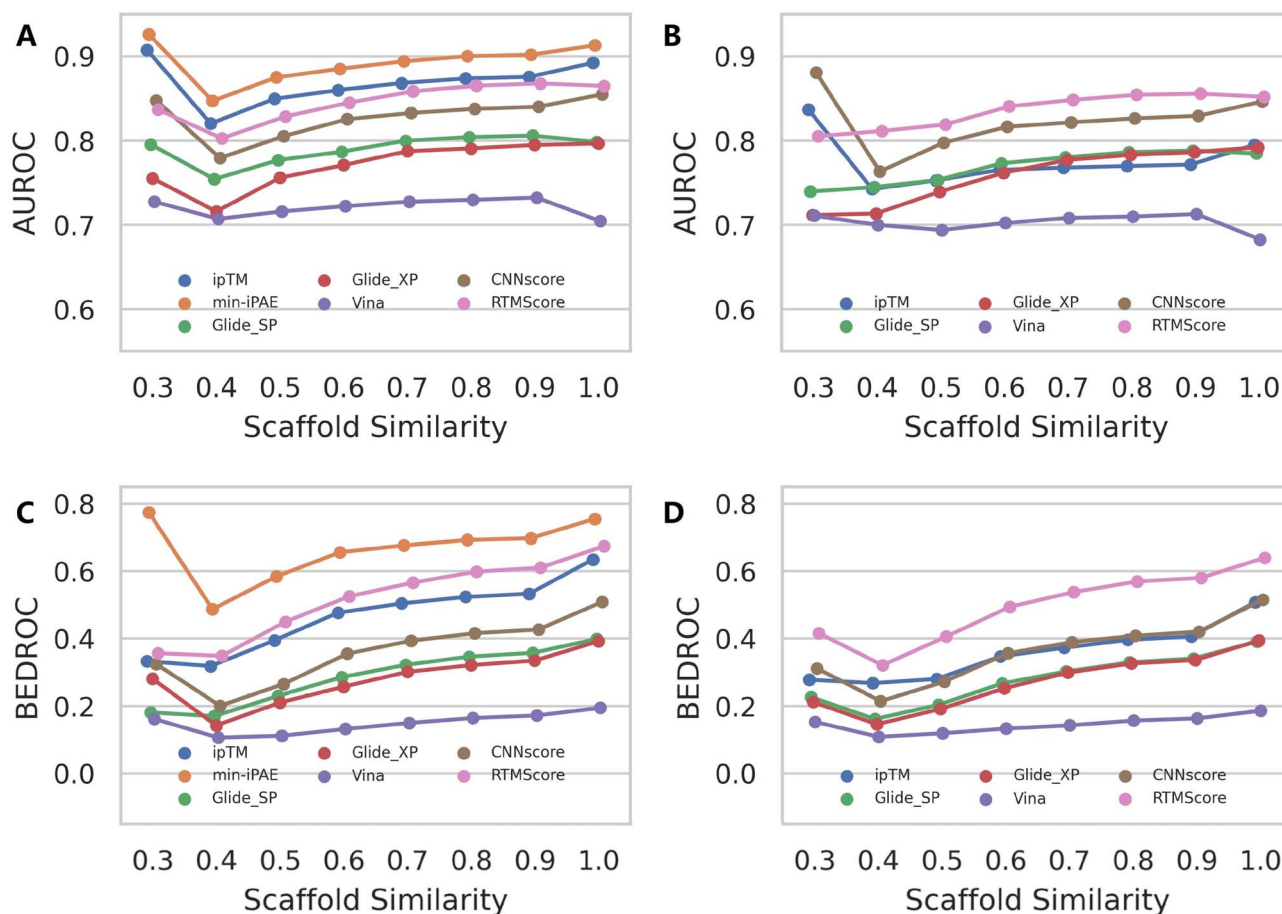 A
AUROC
0.9
0.8
0.7
0.6
ipTM Glide_XP CNNscore
min-iPAE Vina RTMScore
Glide_SP
0.3 0.4 0.5 0.6 0.7 0.8 0.9 1.0
Scaffold Similarity
B
AUROC
0.9
0.8
0.7
0.6
ipTM Glide_XP CNNscore
Glide_SP Vina RTMScore
0.3 0.4 0.5 0.6 0.7 0.8 0.9 1.0
Scaffold Similarity
C
BEDROC
0.8
0.6
0.4
0.2
0.0
ipTM Glide_XP CNNscore
min-iPAE Vina RTMScore
Glide_SP
0.3 0.4 0.5 0.6 0.7 0.8 0.9 1.0
Scaffold Similarity
D
BEDROC
0.8
0.6
0.4
0.2
0.0
ipTM Glide_XP CNNscore
Glide_SP Vina RTMScore
0.3 0.4 0.5 0.6 0.7 0.8 0.9 1.0
Scaffold Similarity